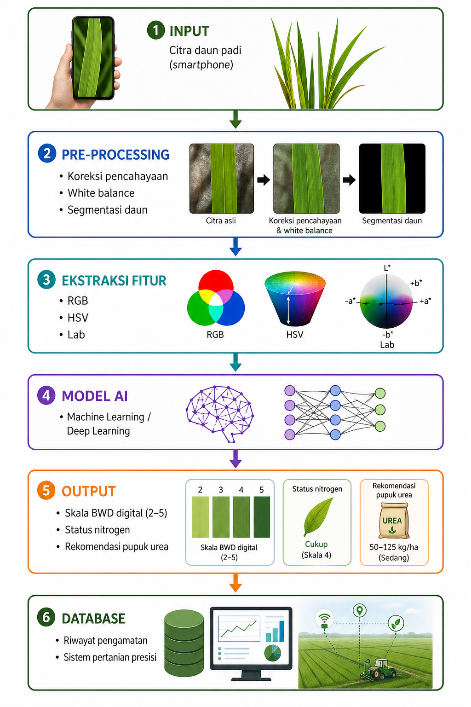 1 INPUT
Citra daun padi
(smartphone)
2 PRE-PROCESSING
• Koreksi pencahayaan
• White balance
• Segmentasi daun
Citra asli
Koreksi pencahayaan
& white balance
Segmentasi daun
3 EKSTRAKSI FITUR
• RGB
• HSV
• Lab
RGB
HSV
L*
+b*
-a*
+a*
-b*
Lab
4 MODEL AI
• Machine Learning /
Deep Learning
5 OUTPUT
• Skala BWD digital (2–5)
• Status nitrogen
• Rekomendasi pupuk urea
2 3 4 5
Skala BWD digital
(2–5)
Status nitrogen
Cukup
(Skala 4)
Rekomendasi
pupuk urea
UREA
50–125 kg/ha
(Sedang)
6 DATABASE
• Riwayat pengamatan
• Sistem pertanian presisi